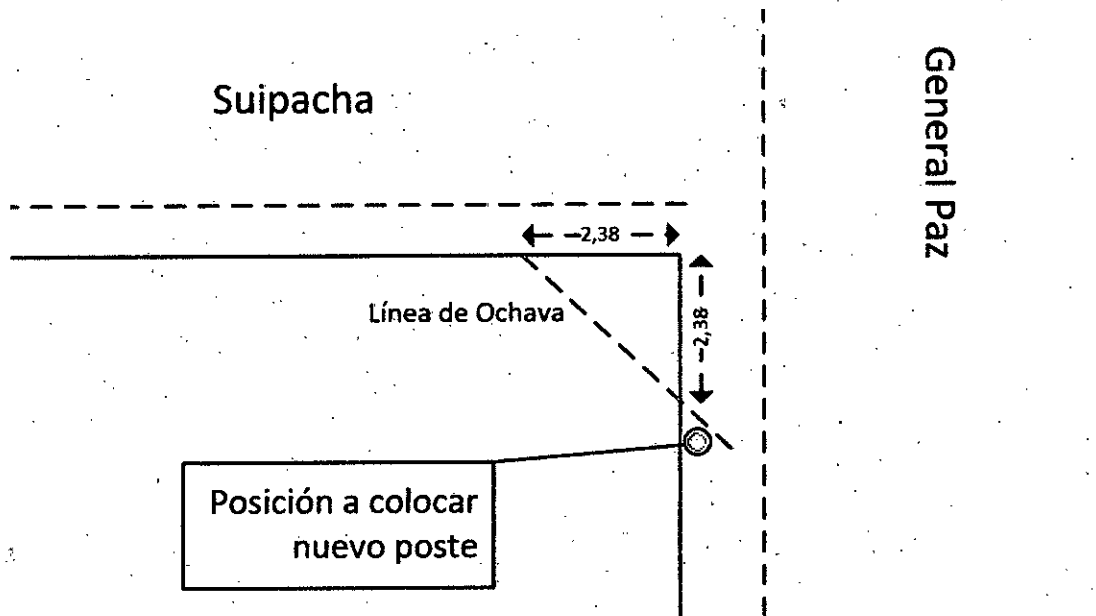 Suipacha
General Paz
2,38
Línea de Ochava
2,38
Posición a colocar
nuevo poste